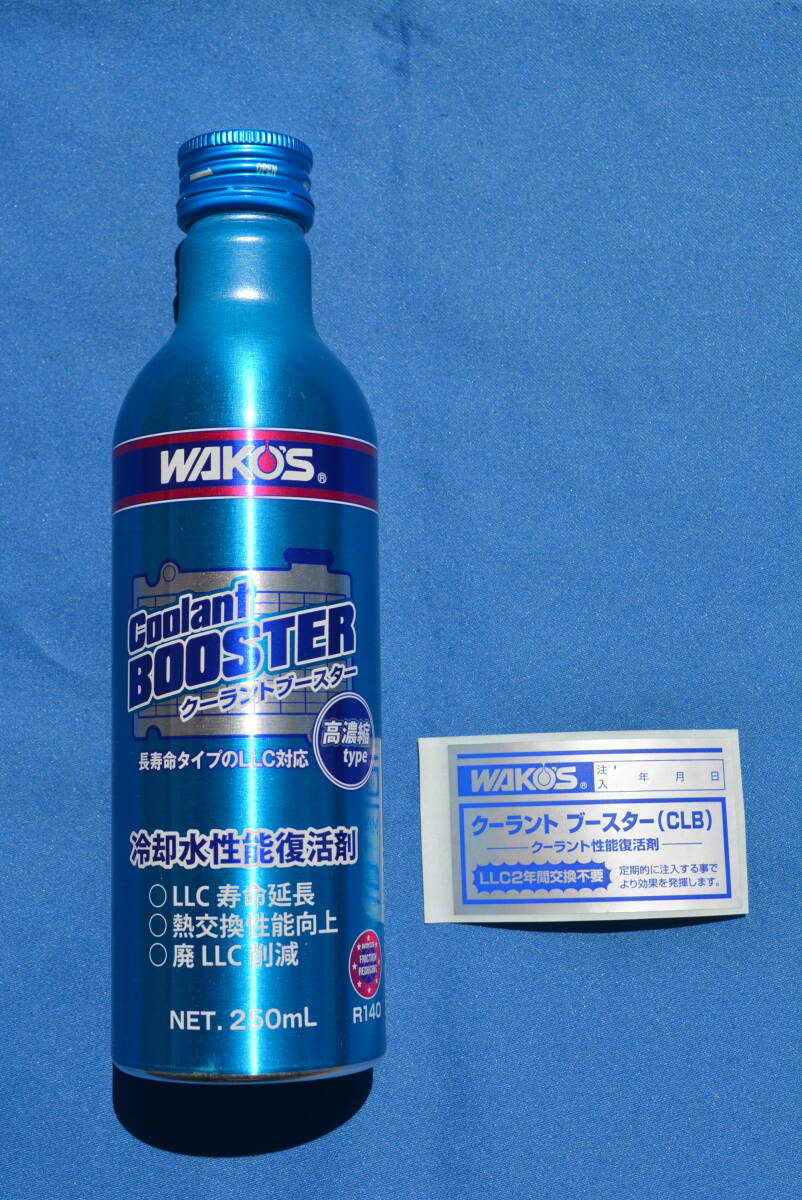 OPEN
WAKO'S®
Coolant
BOOSTER
クーラントブースター
高濃縮
type
長寿命タイプのLLC対応
冷却水性能復活剤
○ LLC 寿命延長
○ 熱交換性能向上
○ 廃 LLC 削減
WAKO'S
FRICTION
REDUCING
NET. 250mL
R140
WAKO'S®
注 ' 年 月 日
入
クーラント ブースター(CLB)
クーラント性能復活剤
LLC2年間交換不要
定期的に注入する事で
より効果を発揮します。